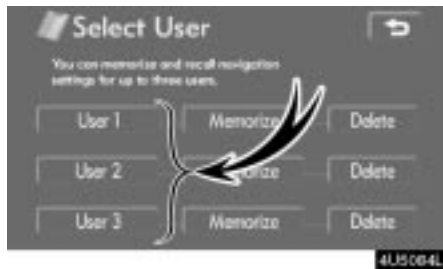 Select User
You can memorize and recall navigation
settings for up to three users.
User 1 Memorize Delete
User 2 Memorize Delete
User 3 Memorize Delete
4U5084L